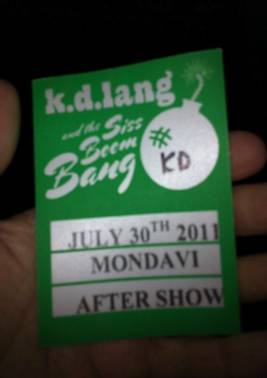 k.d.lang
and the Siss
Boom
Bang
#
KD
JULY 30TH 2011
MONDAVI
AFTER SHOW